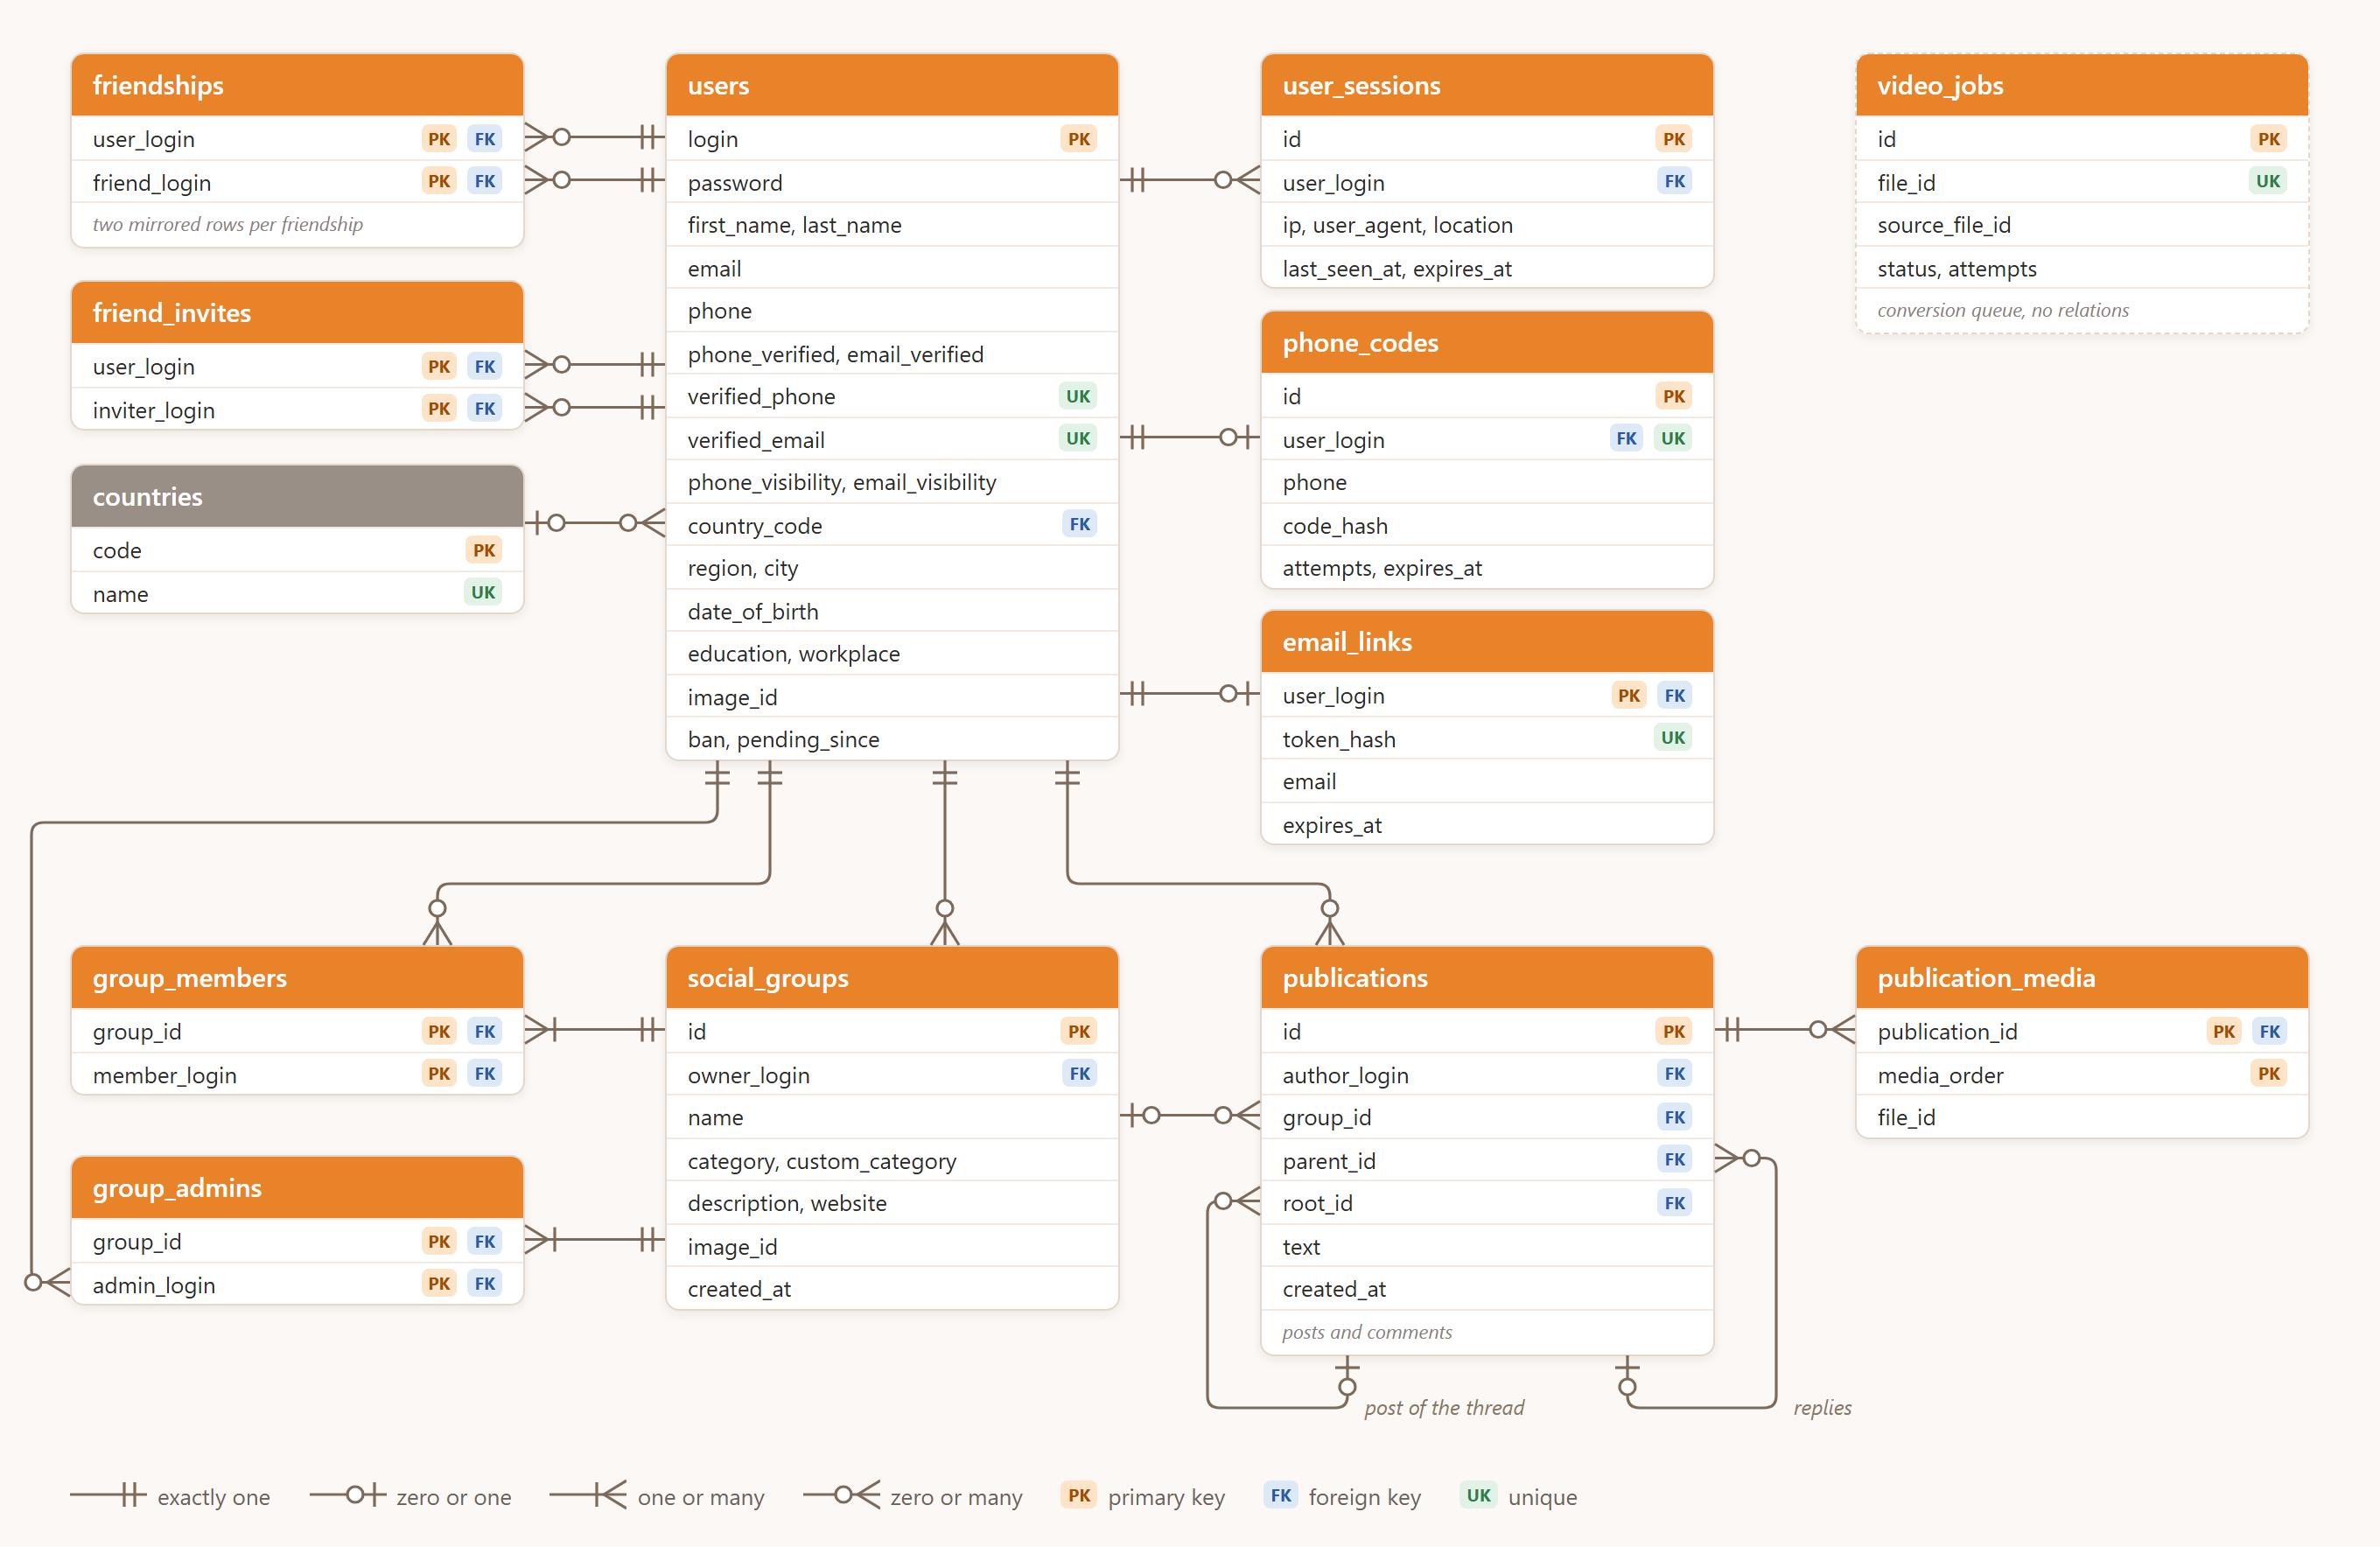 friendships
user_login PK FK
friend_login PK FK
two mirrored rows per friendship
friend_invites
user_login PK FK
inviter_login PK FK
countries
code PK
name UK
users
login PK
password
first_name, last_name
email
phone
phone_verified, email_verified
verified_phone UK
verified_email UK
phone_visibility, email_visibility
country_code FK
region, city
date_of_birth
education, workplace
image_id
ban, pending_since
user_sessions
id PK
user_login FK
ip, user_agent, location
last_seen_at, expires_at
phone_codes
id PK
user_login FK UK
phone
code_hash
attempts, expires_at
email_links
user_login PK FK
token_hash UK
email
expires_at
video_jobs
id PK
file_id UK
source_file_id
status, attempts
conversion queue, no relations
group_members
group_id PK FK
member_login PK FK
group_admins
group_id PK FK
admin_login PK FK
social_groups
id PK
owner_login FK
name
category, custom_category
description, website
image_id
created_at
publications
id PK
author_login FK
group_id FK
parent_id FK
root_id FK
text
created_at
posts and comments
post of the thread
replies
publication_media
publication_id PK FK
media_order PK
file_id
exactly one zero or one one or many zero or many PK primary key FK foreign key UK unique